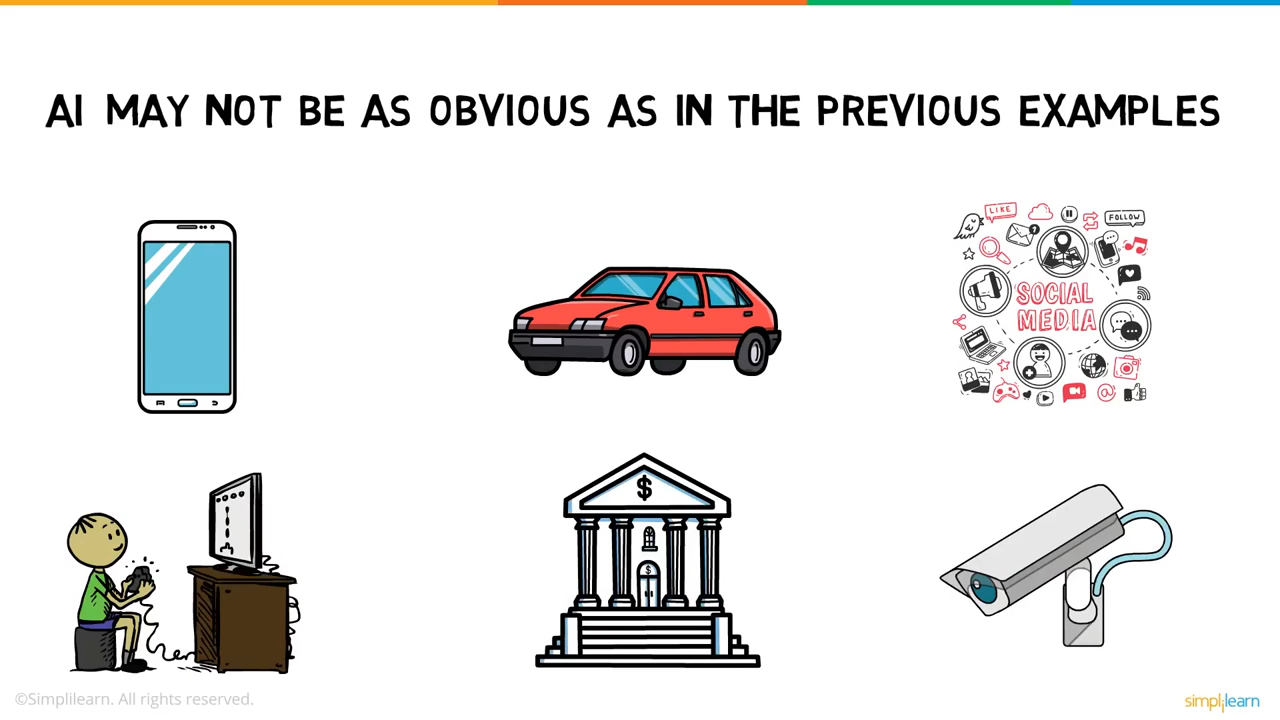 AI MAY NOT BE AS OBVIOUS AS IN THE PREVIOUS EXAMPLES
LIKE
FOLLOW
?
SOCIAL
MEDIA
@
$
$
©Simplilearn. All rights reserved.
simplilearn